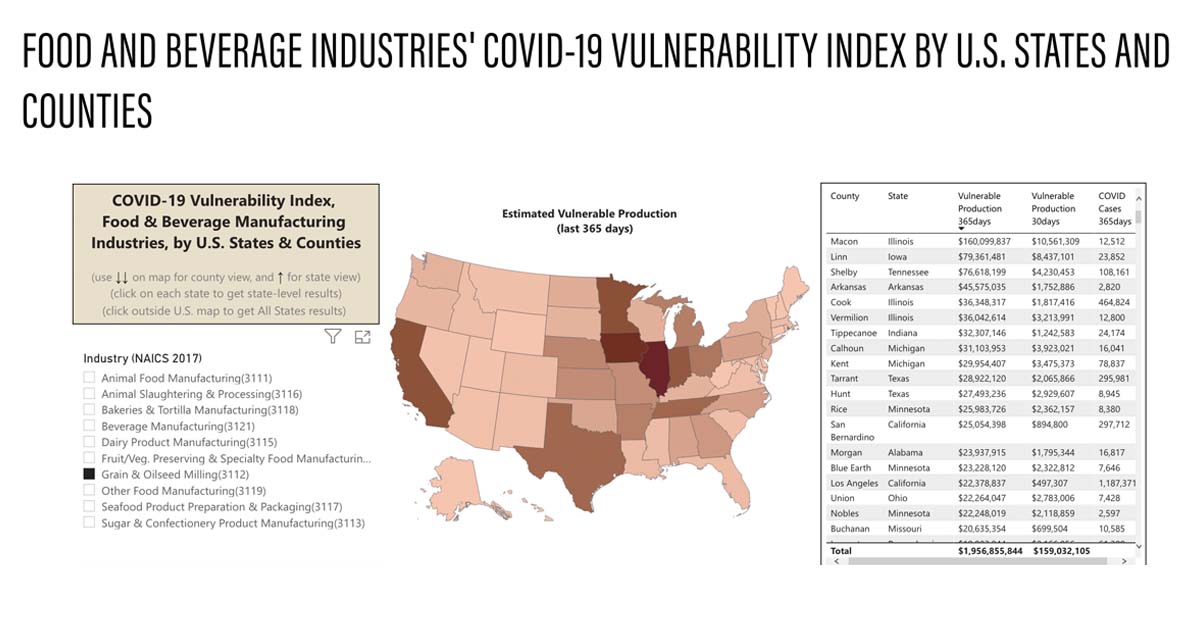 FOOD AND BEVERAGE INDUSTRIES' COVID-19 VULNERABILITY INDEX BY U.S. STATES AND
COUNTIES
COVID-19 Vulnerability Index,
Food & Beverage Manufacturing
Industries, by U.S. States & Counties
(use ↓↓ on map for county view, and ↑ for state view)
(click on each state to get state-level results)
(click outside U.S. map to get All States results)
Industry (NAICS 2017)
Animal Food Manufacturing(3111)
Animal Slaughtering & Processing(3116)
Bakeries & Tortilla Manufacturing(3118)
Beverage Manufacturing(3121)
Dairy Product Manufacturing(3115)
Fruit/Veg. Preserving & Specialty Food Manufacturin...
Grain & Oilseed Milling(3112)
Other Food Manufacturing(3119)
Seafood Product Preparation & Packaging(3117)
Sugar & Confectionery Product Manufacturing(3113)
Estimated Vulnerable Production
(last 365 days)
County State Vulnerable Production 365days Vulnerable Production 30days COVID Cases 365days
Macon Illinois $160,099,837 $10,561,309 12,512
Linn Iowa $79,361,481 $8,437,101 23,852
Shelby Tennessee $76,618,199 $4,230,453 108,161
Arkansas Arkansas $45,575,035 $1,752,886 2,820
Cook Illinois $36,348,317 $1,817,416 464,824
Vermilion Illinois $36,042,614 $3,213,991 12,800
Tippecanoe Indiana $32,307,146 $1,242,583 24,174
Calhoun Michigan $31,103,953 $3,923,021 16,041
Kent Michigan $29,954,407 $3,475,373 78,837
Tarrant Texas $28,922,120 $2,065,866 295,981
Hunt Texas $27,493,236 $2,929,607 8,945
Rice Minnesota $25,983,726 $2,362,157 8,380
San Bernardino California $25,054,398 $894,800 297,712
Morgan Alabama $23,937,915 $1,795,344 16,817
Blue Earth Minnesota $23,228,120 $2,322,812 7,646
Los Angeles California $22,378,837 $497,307 1,187,371
Union Ohio $22,264,047 $2,783,006 7,428
Nobles Minnesota $22,248,019 $2,118,859 2,597
Buchanan Missouri $20,635,354 $699,504 10,585
Total $1,956,855,844 $159,032,105